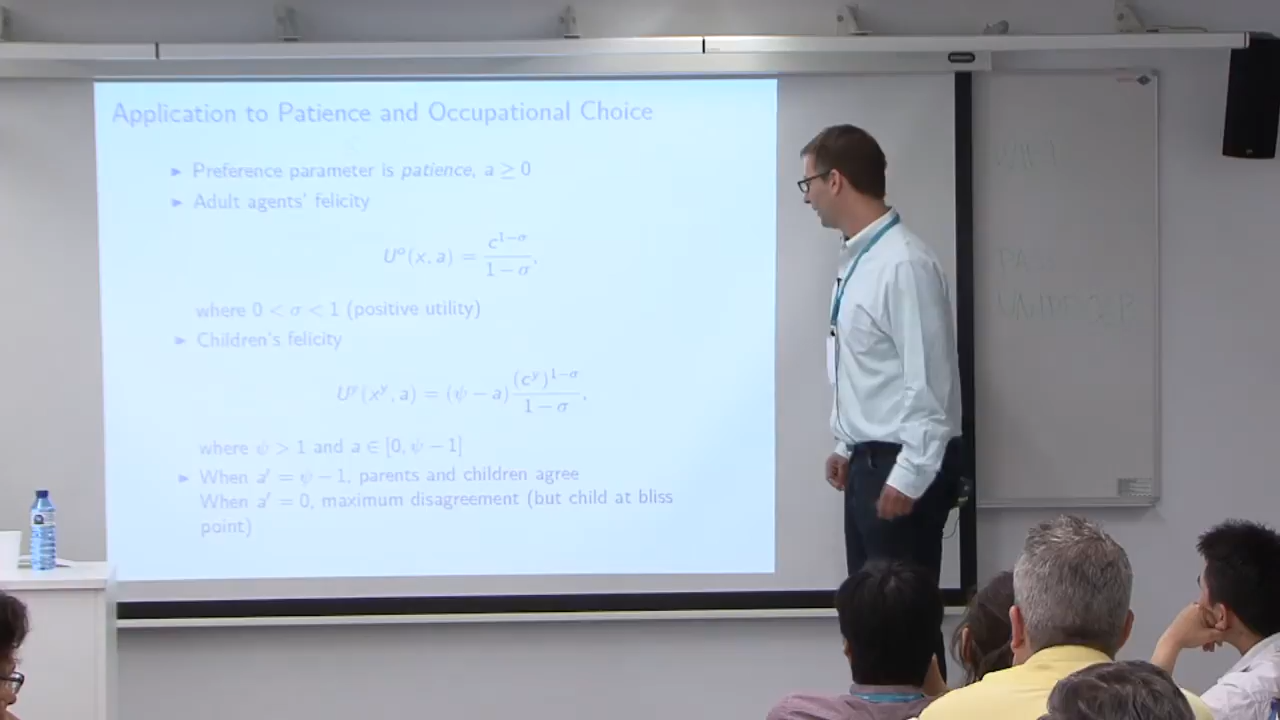 Application to Patience and Occupational Choice
► Preference parameter is patience, a ≥ 0
► Adult agents' felicity
U°(x, a) = c^{1−σ} / (1 − σ),
where 0 < σ < 1 (positive utility)
► Children's felicity
U^y(x^y, a) = (ψ − a) (c^y)^{1−σ} / (1 − σ),
where ψ > 1 and a ∈ [0, ψ − 1]
► When a′ = ψ − 1, parents and children agree
When a′ = 0, maximum disagreement (but child at bliss
point)